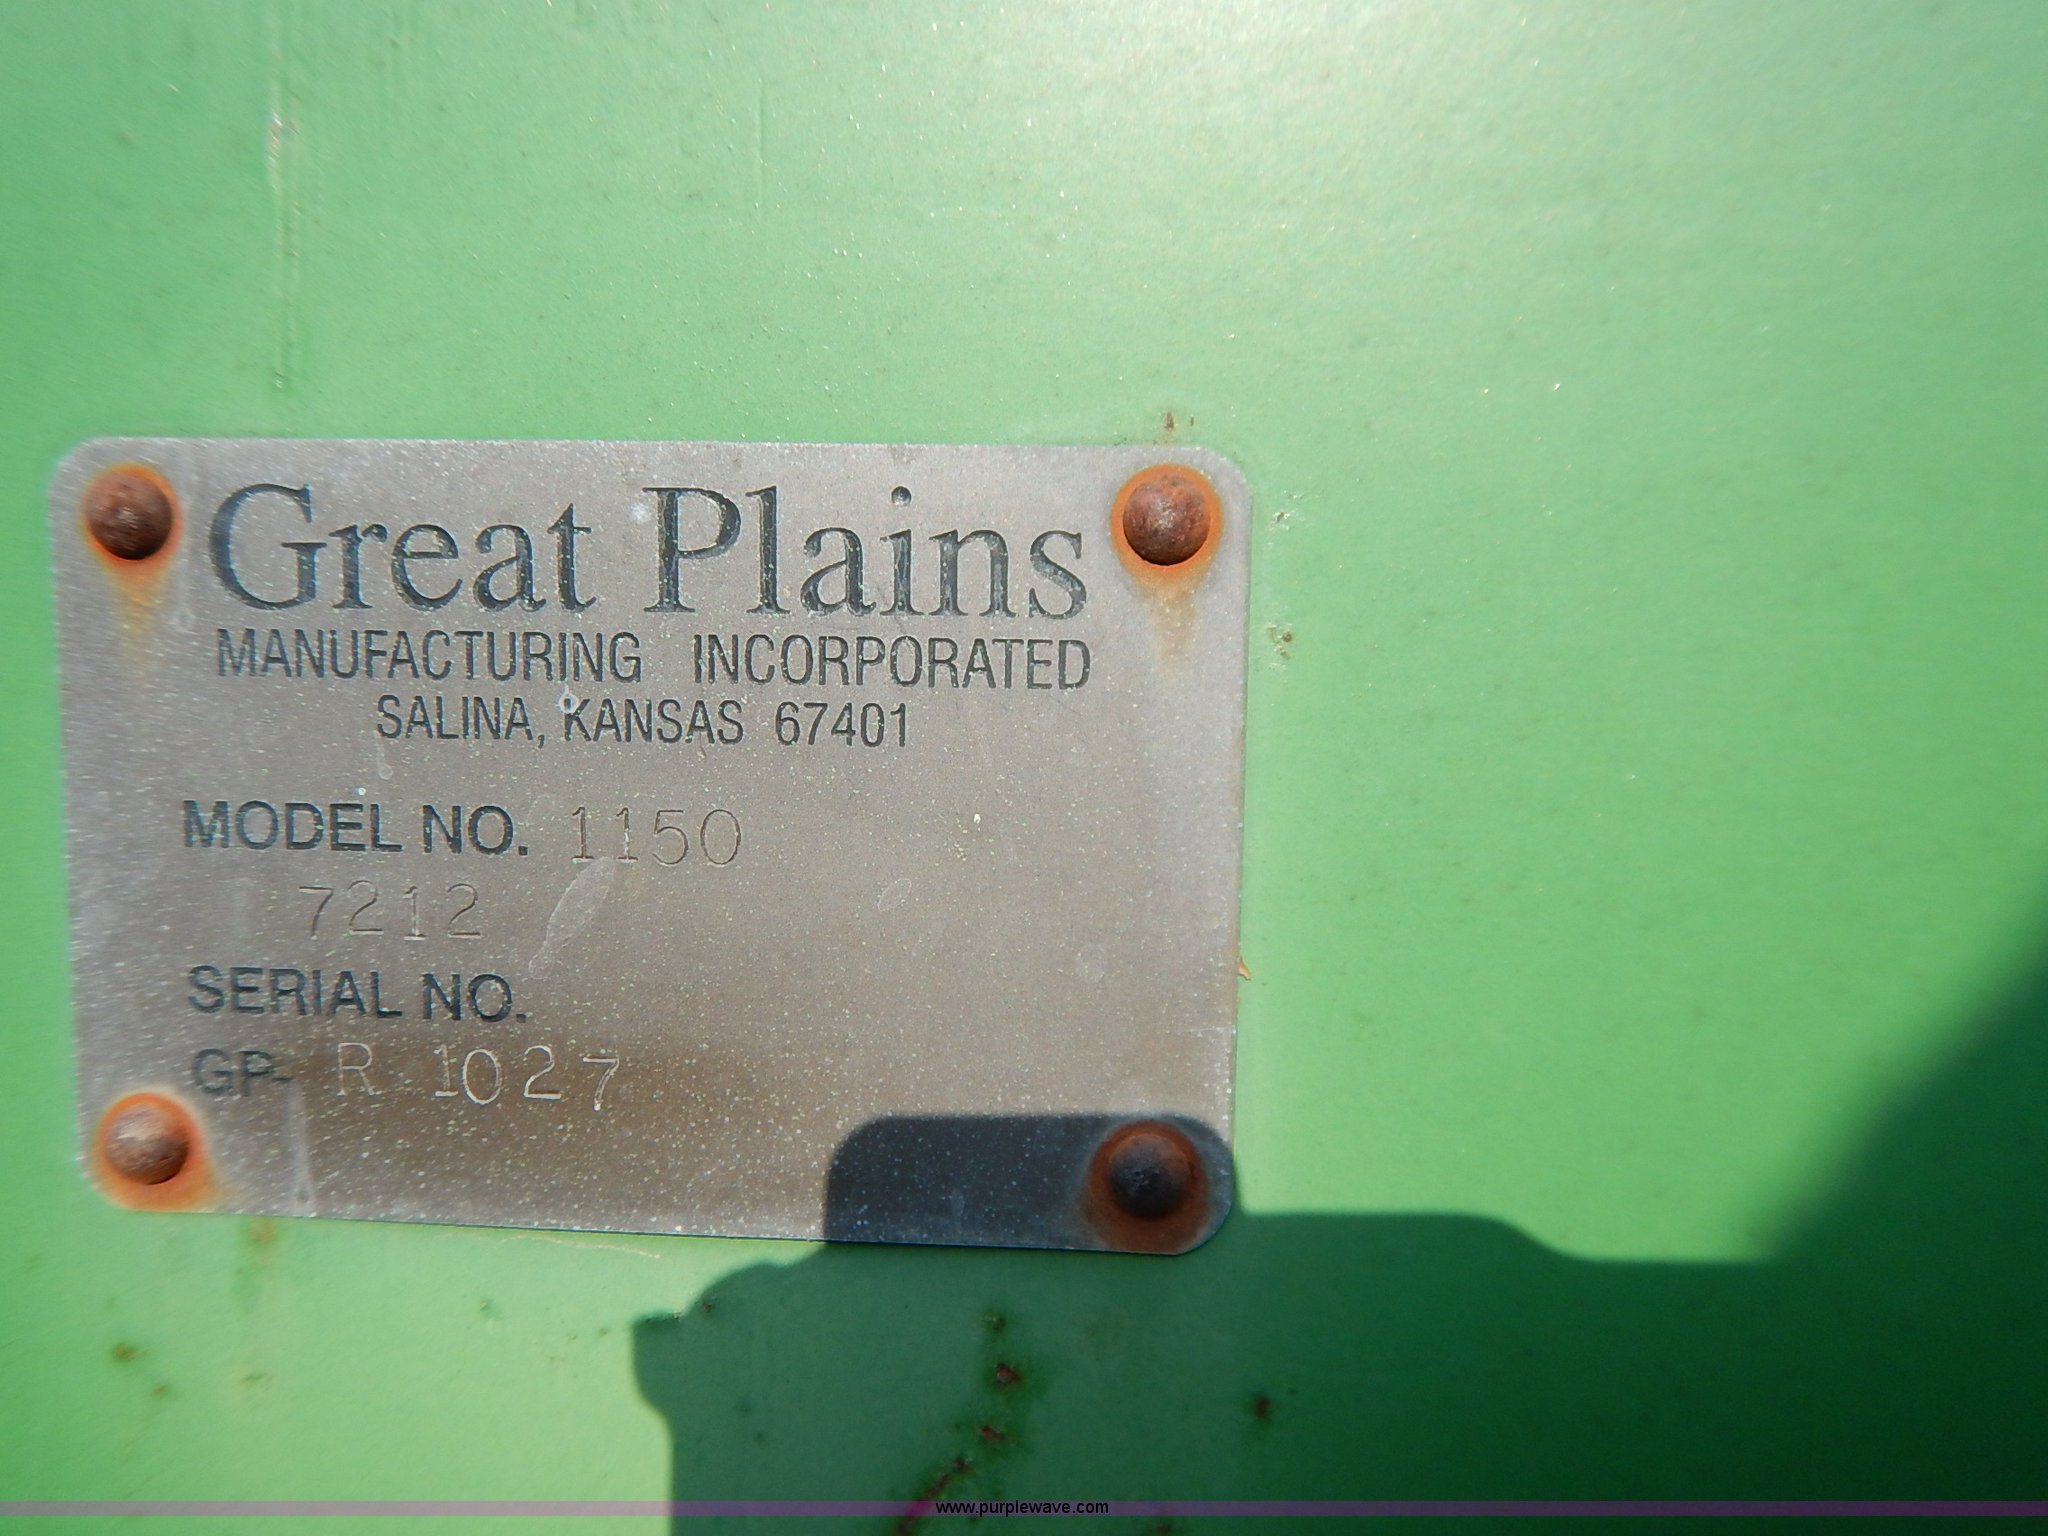 Great Plains
MANUFACTURING INCORPORATED
SALINA, KANSAS 67401
MODEL NO. 1150
7212
SERIAL NO.
GP- R 1027
www.purplewave.com